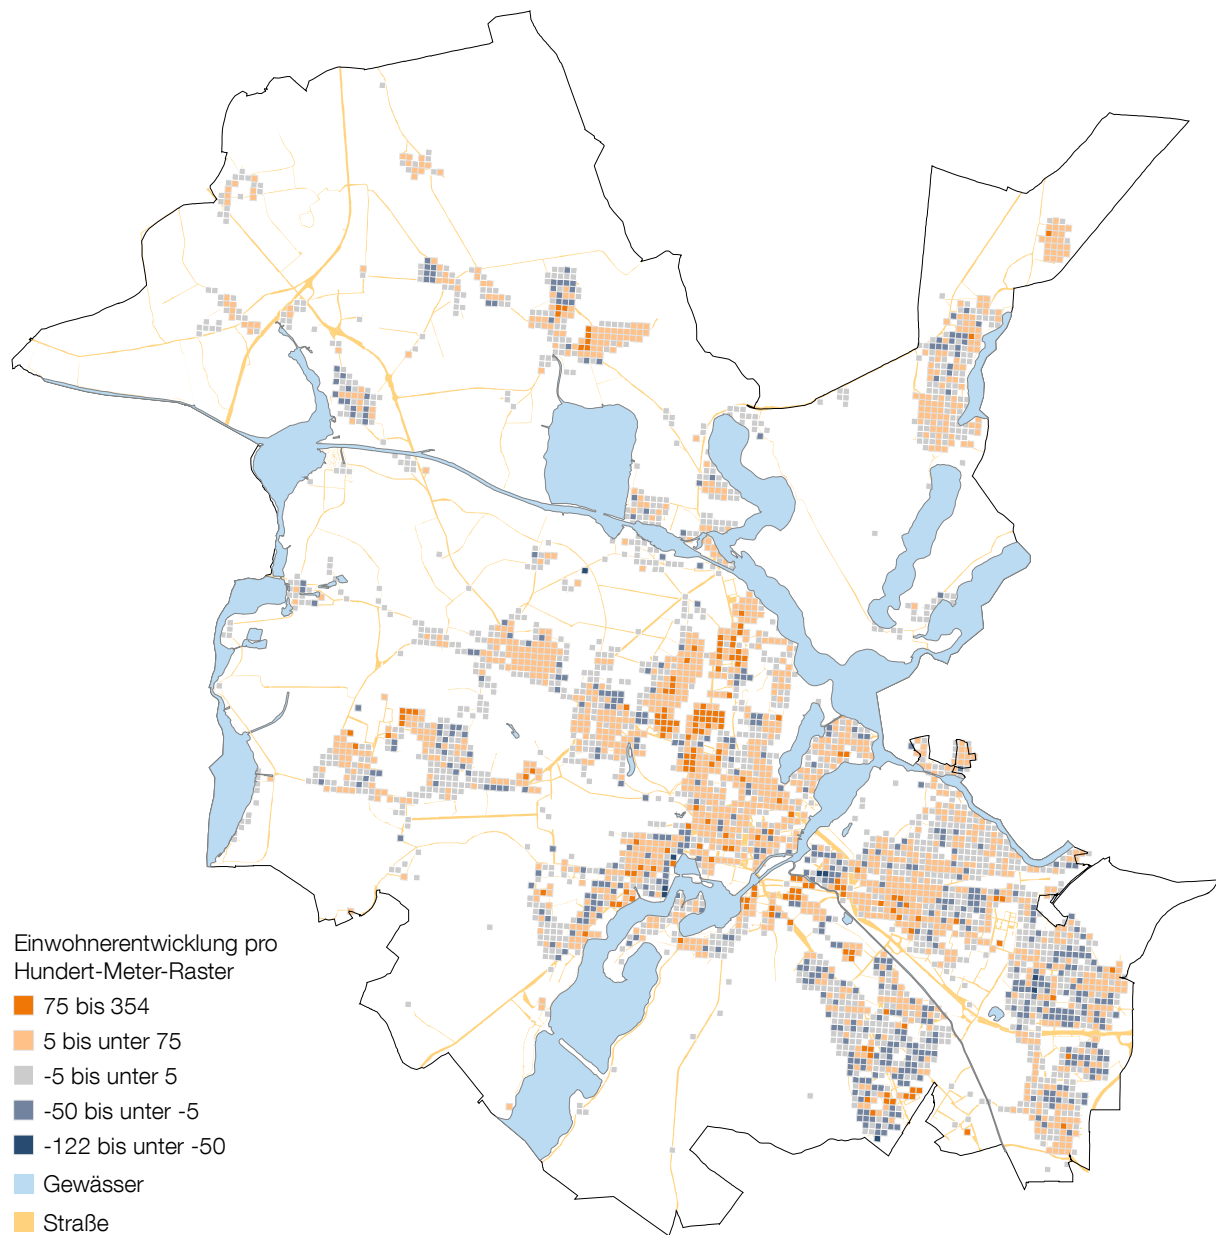 Einwohnerentwicklung pro
Hundert-Meter-Raster
75 bis 354
5 bis unter 75
-5 bis unter 5
-50 bis unter -5
-122 bis unter -50
Gewässer
Straße